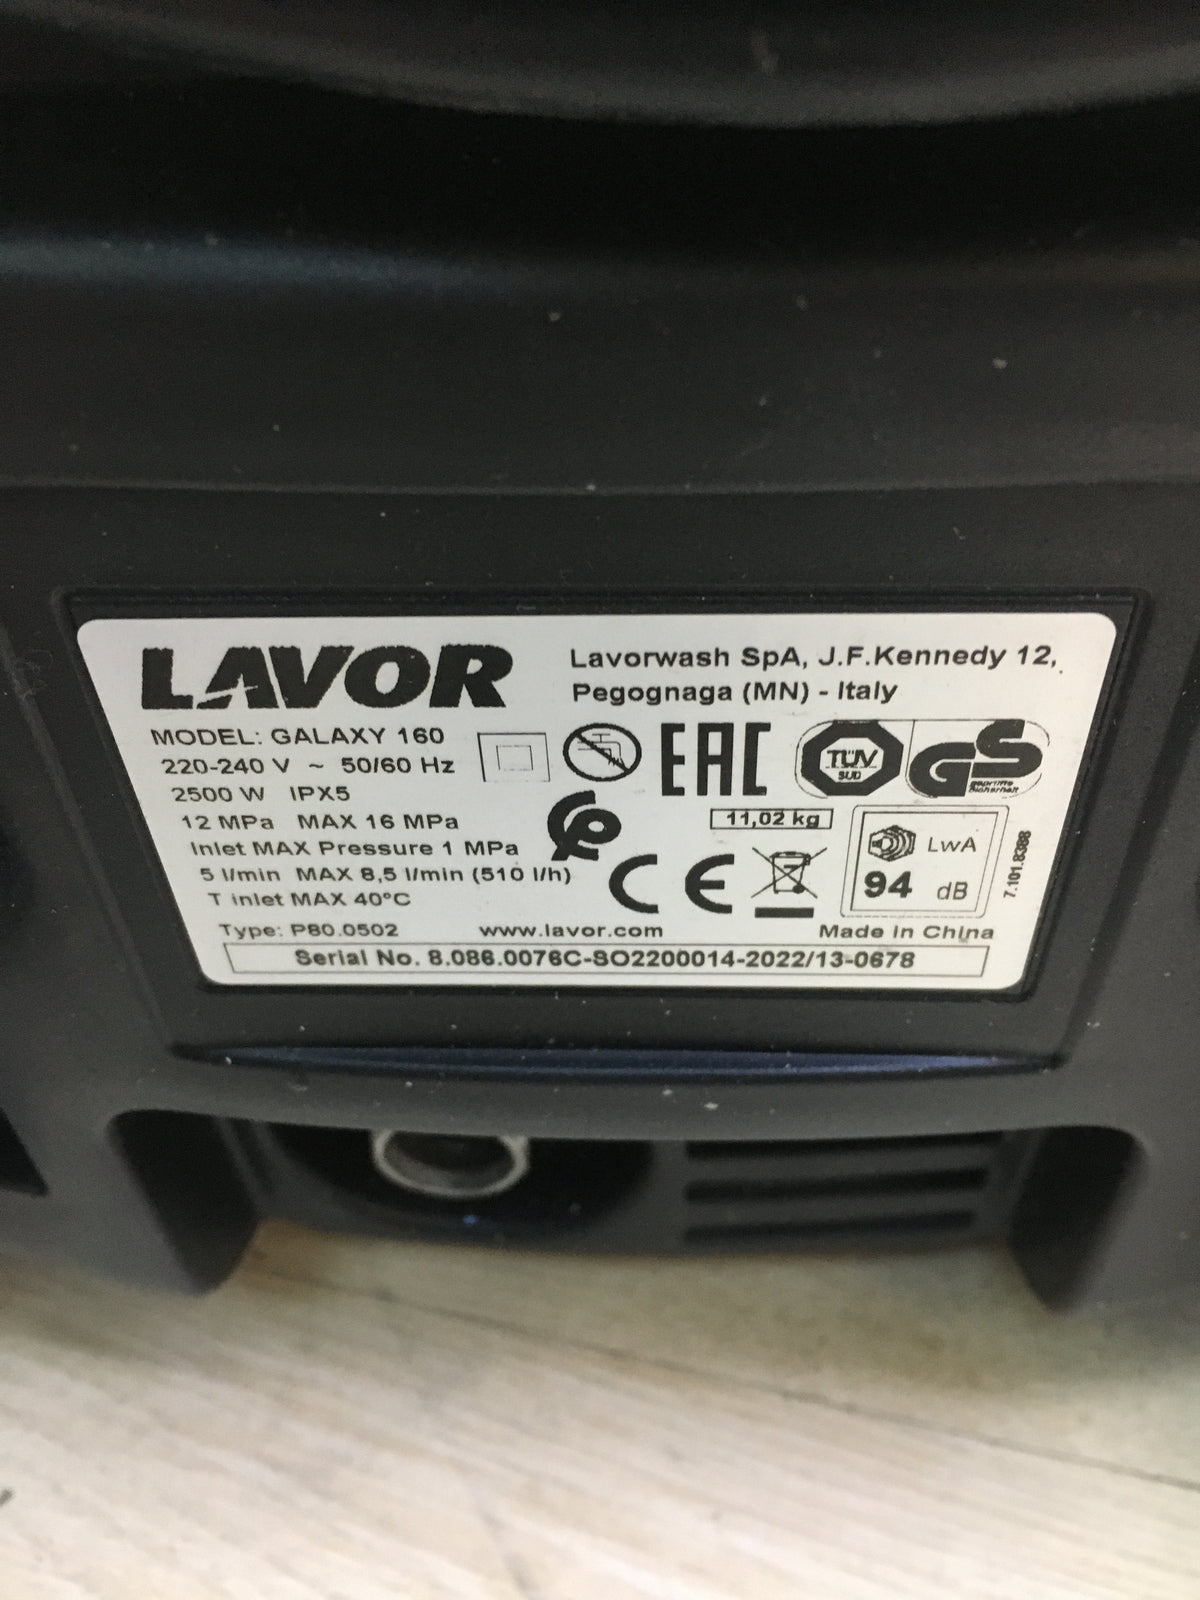 LAVOR
Lavorwash SpA, J.F.Kennedy 12,
Pegognaga (MN) - Italy
MODEL: GALAXY 160
220-240 V ~ 50/60 Hz
2500 W IPX5
12 MPa MAX 16 MPa
Inlet MAX Pressure 1 MPa
5 l/min MAX 8,5 l/min (510 l/h)
T inlet MAX 40°C
Type: P80.0502
EAC
TÜV
SÜD
GS
geprüfte
Sicherheit
11,02 kg
CE
LwA
94 dB
7.101.8388
www.lavor.com
Made in China
Serial No. 8.086.0076C-SO2200014-2022/13-0678